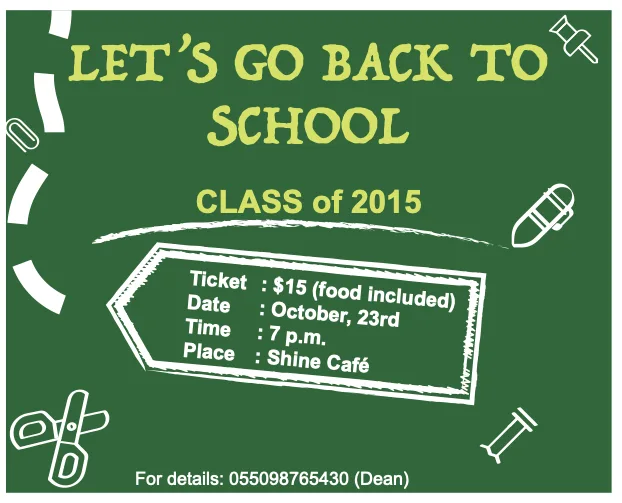 LET'S GO BACK TO
SCHOOL
CLASS of 2015
Ticket : $15 (food included)
Date : October, 23rd
Time : 7 p.m.
Place : Shine Café
For details: 055098765430 (Dean)